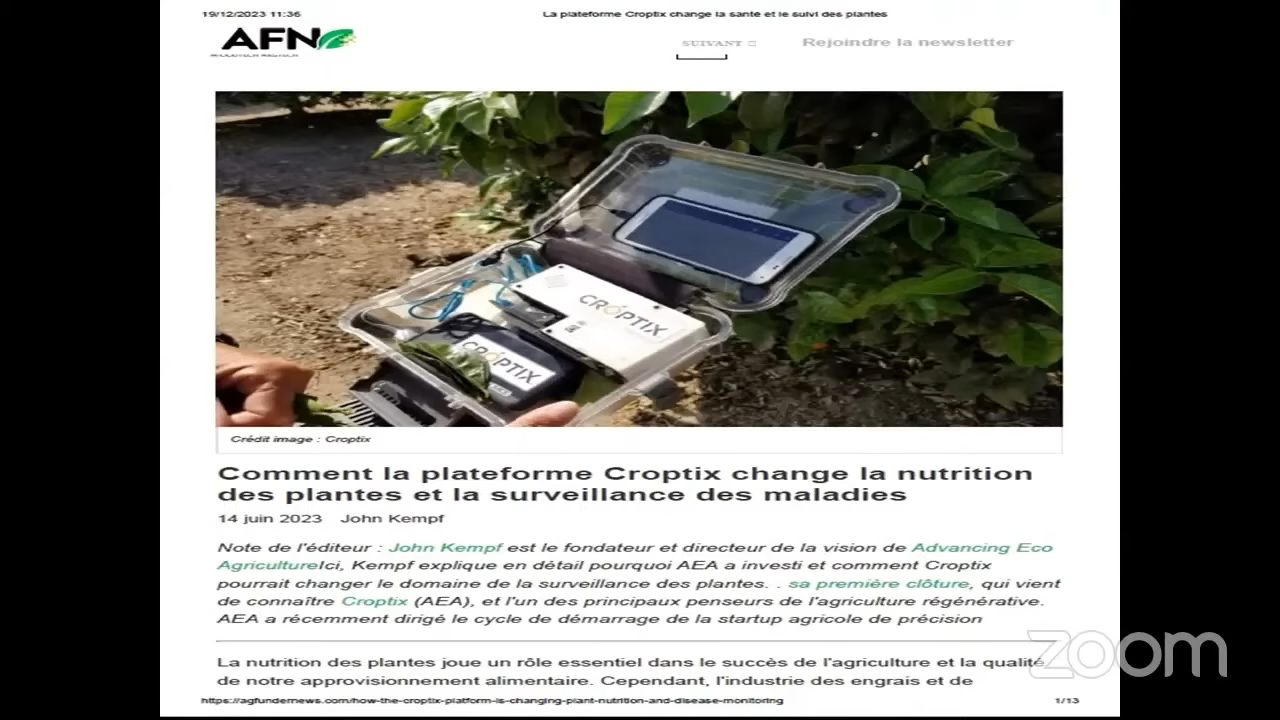 19/12/2023 11:36 La plateforme Croptix change la santé et le suivi des plantes
AFN
SUIVANT Rejoindre la newsletter
CROPTIX
CROPTIX
Crédit image : Croptix
Comment la plateforme Croptix change la nutrition
des plantes et la surveillance des maladies
14 juin 2023 John Kempf
Note de l'éditeur : John Kempf est le fondateur et directeur de la vision de Advancing Eco
AgricultureIci, Kempf explique en détail pourquoi AEA a investi et comment Croptix
pourrait changer le domaine de la surveillance des plantes. . sa première clôture, qui vient
de connaître Croptix (AEA), et l'un des principaux penseurs de l'agriculture régénérative.
AEA a récemment dirigé le cycle de démarrage de la startup agricole de précision
La nutrition des plantes joue un rôle essentiel dans le succès de l'agriculture et la qualité
de notre approvisionnement alimentaire. Cependant, l'industrie des engrais et de
zoom
https://agfundernews.com/how-the-croptix-platform-is-changing-plant-nutrition-and-disease-monitoring 1/13